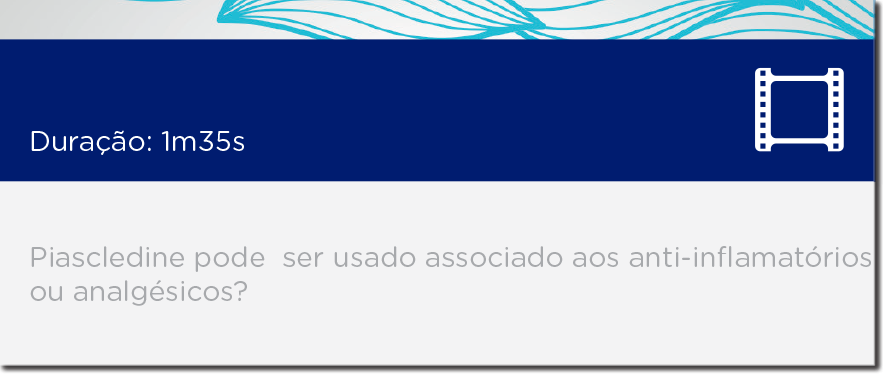 Duração: 1m35s
Piascledine pode  ser usado associado aos anti-inflamatórios
ou analgésicos?